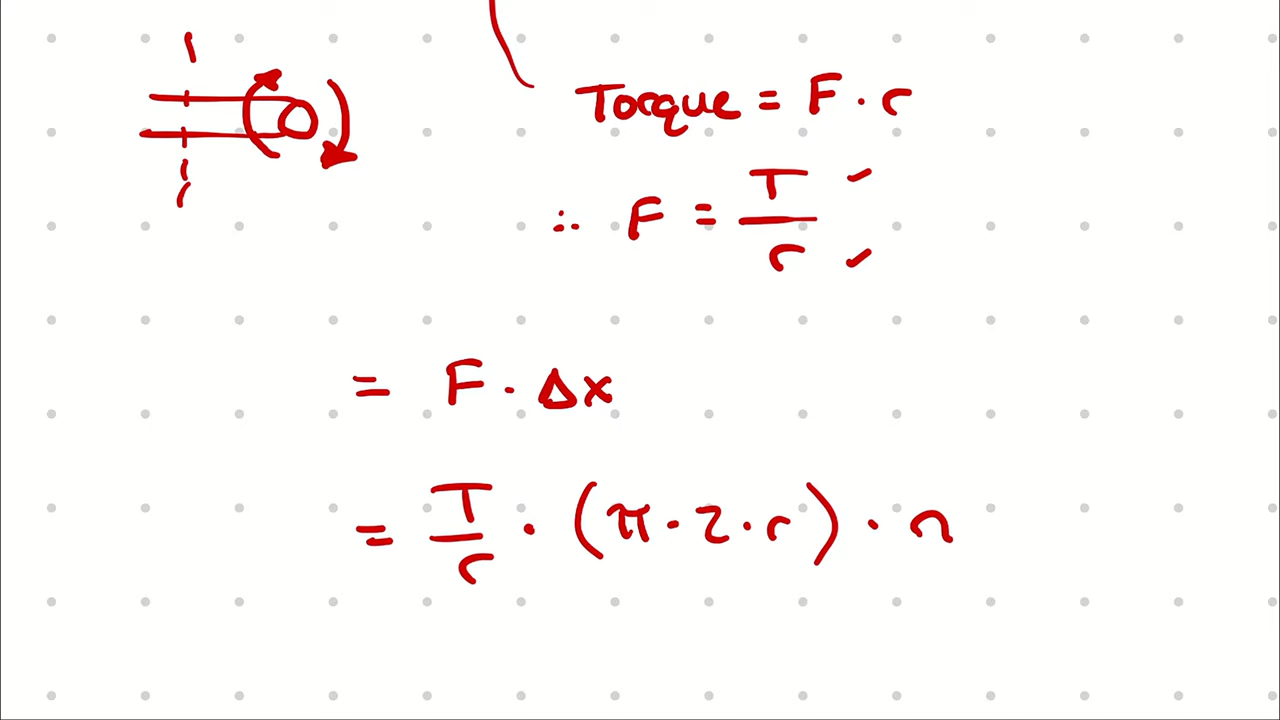 Torque = F · r
∴ F = T/r ✓ ✓
= F · Δx
= T/r · (π · 2 · r) · n